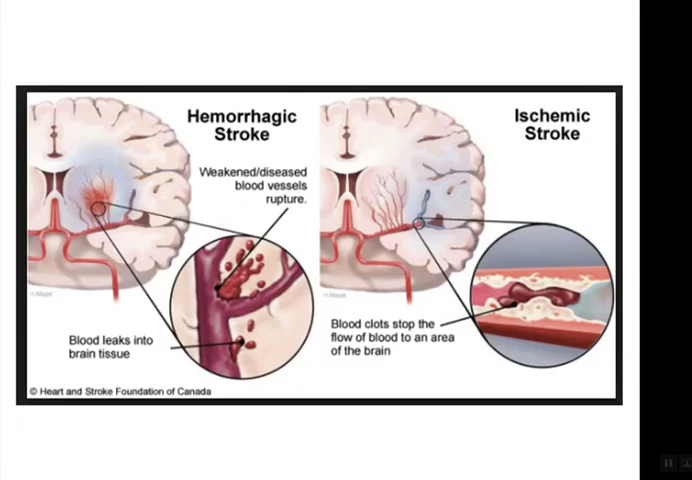 Hemorrhagic
Stroke
Weakened/diseased
blood vessels
rupture.
Blood leaks into
brain tissue
Ischemic
Stroke
Blood clots stop the
flow of blood to an area
of the brain
© Heart and Stroke Foundation of Canada